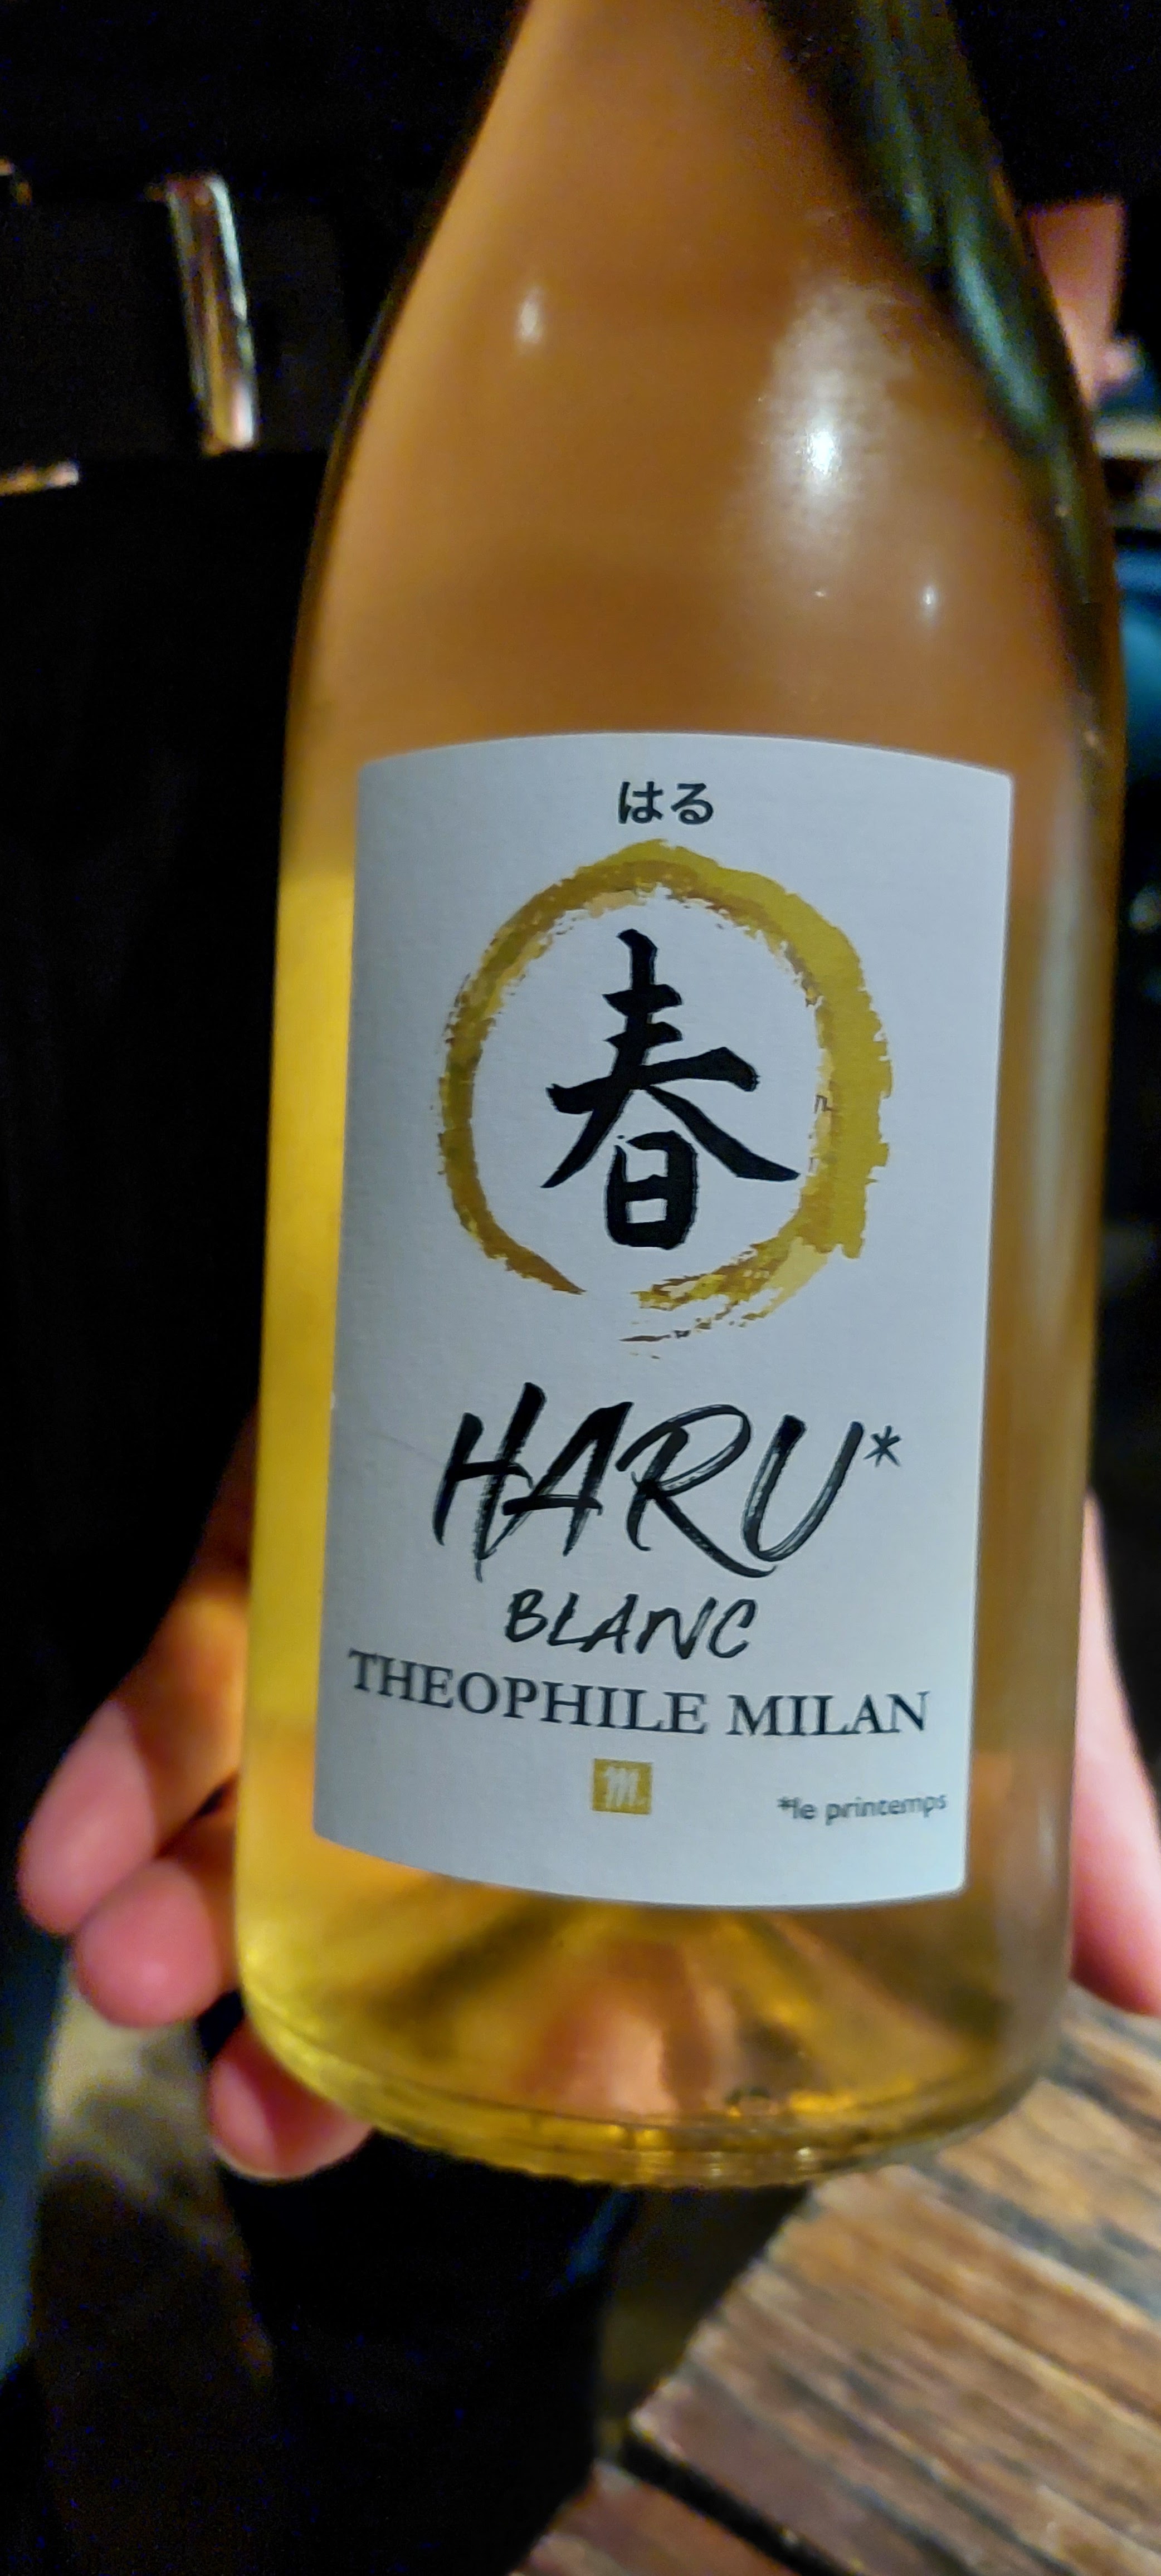 はる
春
HARU*
BLANC
THEOPHILE MILAN
m.
*le printemps